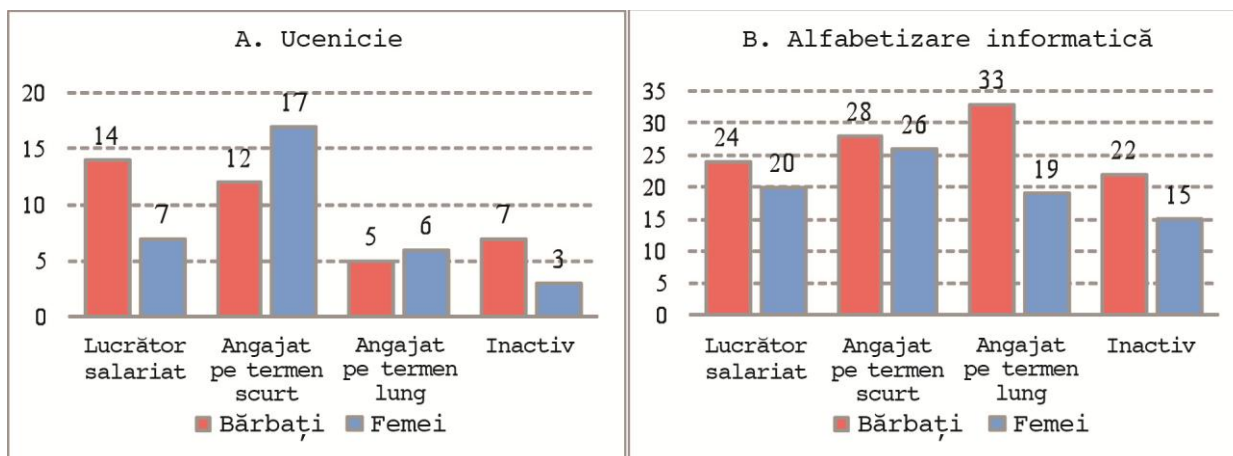 A. Ucenicie
20
15
10
5
0
14
7
12
17
5
6
7
3
Lucrător
salariat
Angajat
pe termen
scurt
Angajat
pe termen
lung
Inactiv
Bărbați
Femei
B. Alfabetizare informatică
35
30
25
20
15
10
5
0
24
20
28
26
33
19
22
15
Lucrător
salariat
Angajat
pe termen
scurt
Angajat
pe termen
lung
Inactiv
Bărbați
Femei